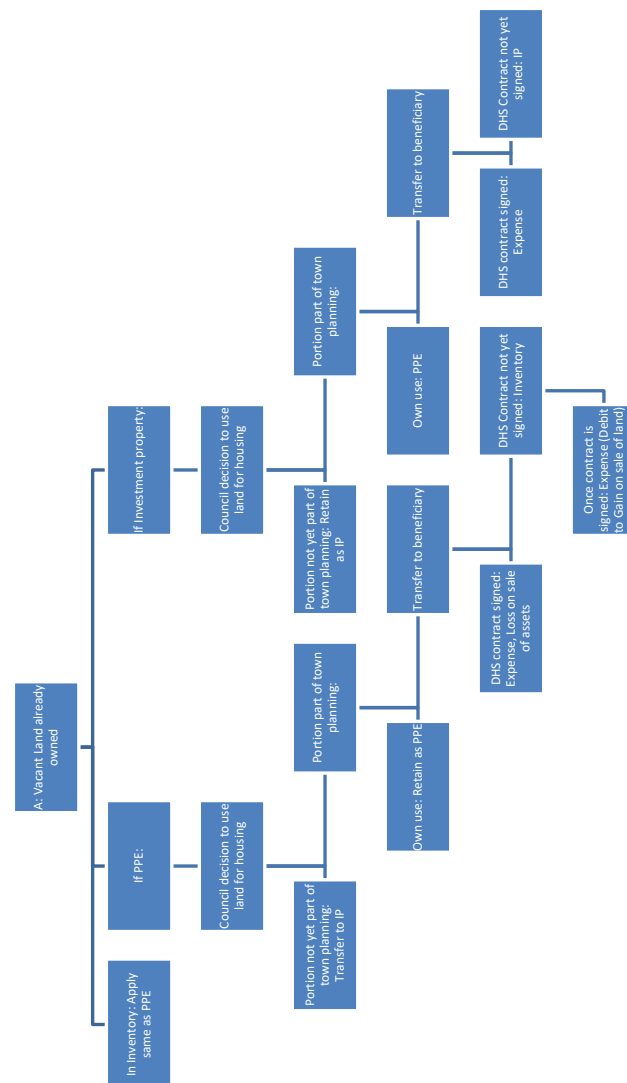 A: Vacant Land already
owned
In Inventory: Apply
same as PPE
If PPE:
If Investment property:
Council decision to use
land for housing
Council decision to use
land for housing
Portion not yet part of
town planning:
Transfer to IP
Portion part of town
planning:
Portion not yet part of
town planning: Retain
as IP
Portion part of town
planning:
Own use: Retain as PPE
Transfer to beneficiary
Own use: PPE
Transfer to beneficiary
DHS contract signed:
Expense, Loss on sale
of assets
DHS Contract not yet
signed: Inventory
DHS contract signed:
Expense
DHS Contract not yet
signed: IP
Once contract is
signed: Expense (Debit
to Gain on sale of land)